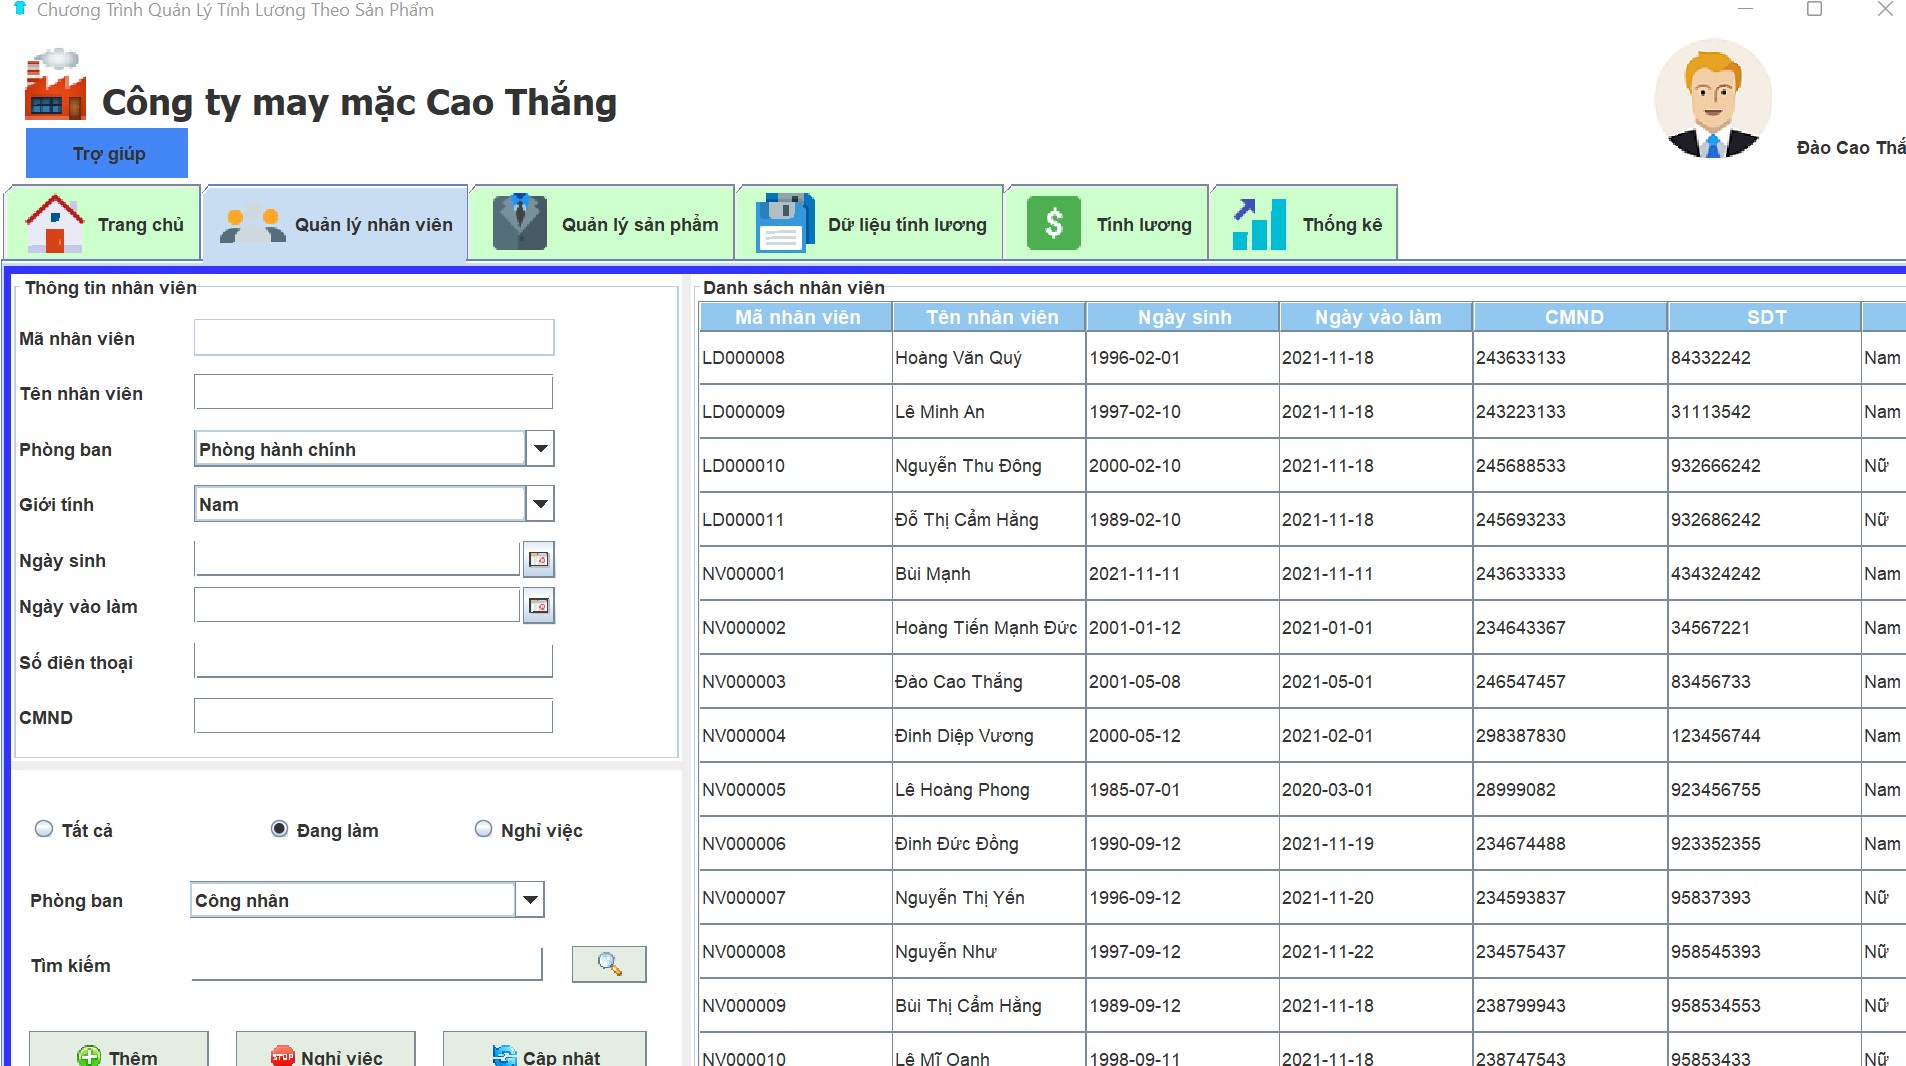 Chương Trình Quản Lý Tính Lương Theo Sản Phẩm
Công ty may mặc Cao Thắng
Trợ giúp
Đào Cao Thắ
Trang chủ
Quản lý nhân viên
Quản lý sản phẩm
Dữ liệu tính lương
Tính lương
Thống kê
Thông tin nhân viên
Mã nhân viên
Tên nhân viên
Phòng ban Phòng hành chính
Giới tính Nam
Ngày sinh
Ngày vào làm
Số điên thoại
CMND
Tất cả Đang làm Nghỉ việc
Phòng ban Công nhân
Tìm kiếm
Thêm STOP Nghỉ việc Cập nhật
Danh sách nhân viên
Mã nhân viên Tên nhân viên Ngày sinh Ngày vào làm CMND SDT
LD000008 Hoàng Văn Quý 1996-02-01 2021-11-18 243633133 84332242 Nam
LD000009 Lê Minh An 1997-02-10 2021-11-18 243223133 31113542 Nam
LD000010 Nguyễn Thu Đông 2000-02-10 2021-11-18 245688533 932666242 Nữ
LD000011 Đỗ Thị Cẩm Hằng 1989-02-10 2021-11-18 245693233 932686242 Nữ
NV000001 Bùi Mạnh 2021-11-11 2021-11-11 243633333 434324242 Nam
NV000002 Hoàng Tiến Mạnh Đức 2001-01-12 2021-01-01 234643367 34567221 Nam
NV000003 Đào Cao Thắng 2001-05-08 2021-05-01 246547457 83456733 Nam
NV000004 Đinh Diệp Vương 2000-05-12 2021-02-01 298387830 123456744 Nam
NV000005 Lê Hoàng Phong 1985-07-01 2020-03-01 28999082 923456755 Nam
NV000006 Đinh Đức Đồng 1990-09-12 2021-11-19 234674488 923352355 Nam
NV000007 Nguyễn Thị Yến 1996-09-12 2021-11-20 234593837 95837393 Nữ
NV000008 Nguyễn Như 1997-09-12 2021-11-22 234575437 958545393 Nữ
NV000009 Bùi Thị Cẩm Hằng 1989-09-12 2021-11-18 238799943 958534553 Nữ
NV000010 Lê Mĩ Oanh 1998-09-11 2021-11-18 238747543 95853433 Nữ